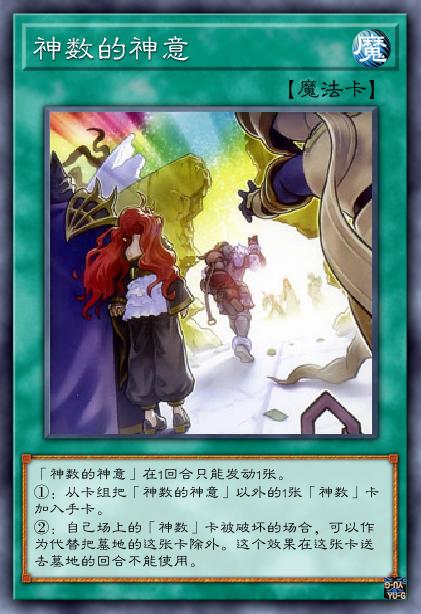 神数的神意
魔
【魔法卡】
「神数的神意」在1回合只能发动1张。
①：从卡组把「神数的神意」以外的1张「神数」卡
加入手卡。
②：自己场上的「神数」卡被破坏的场合，可以作
为代替把墓地的这张卡除外。这个效果在这张卡送
去墓地的回合不能使用。